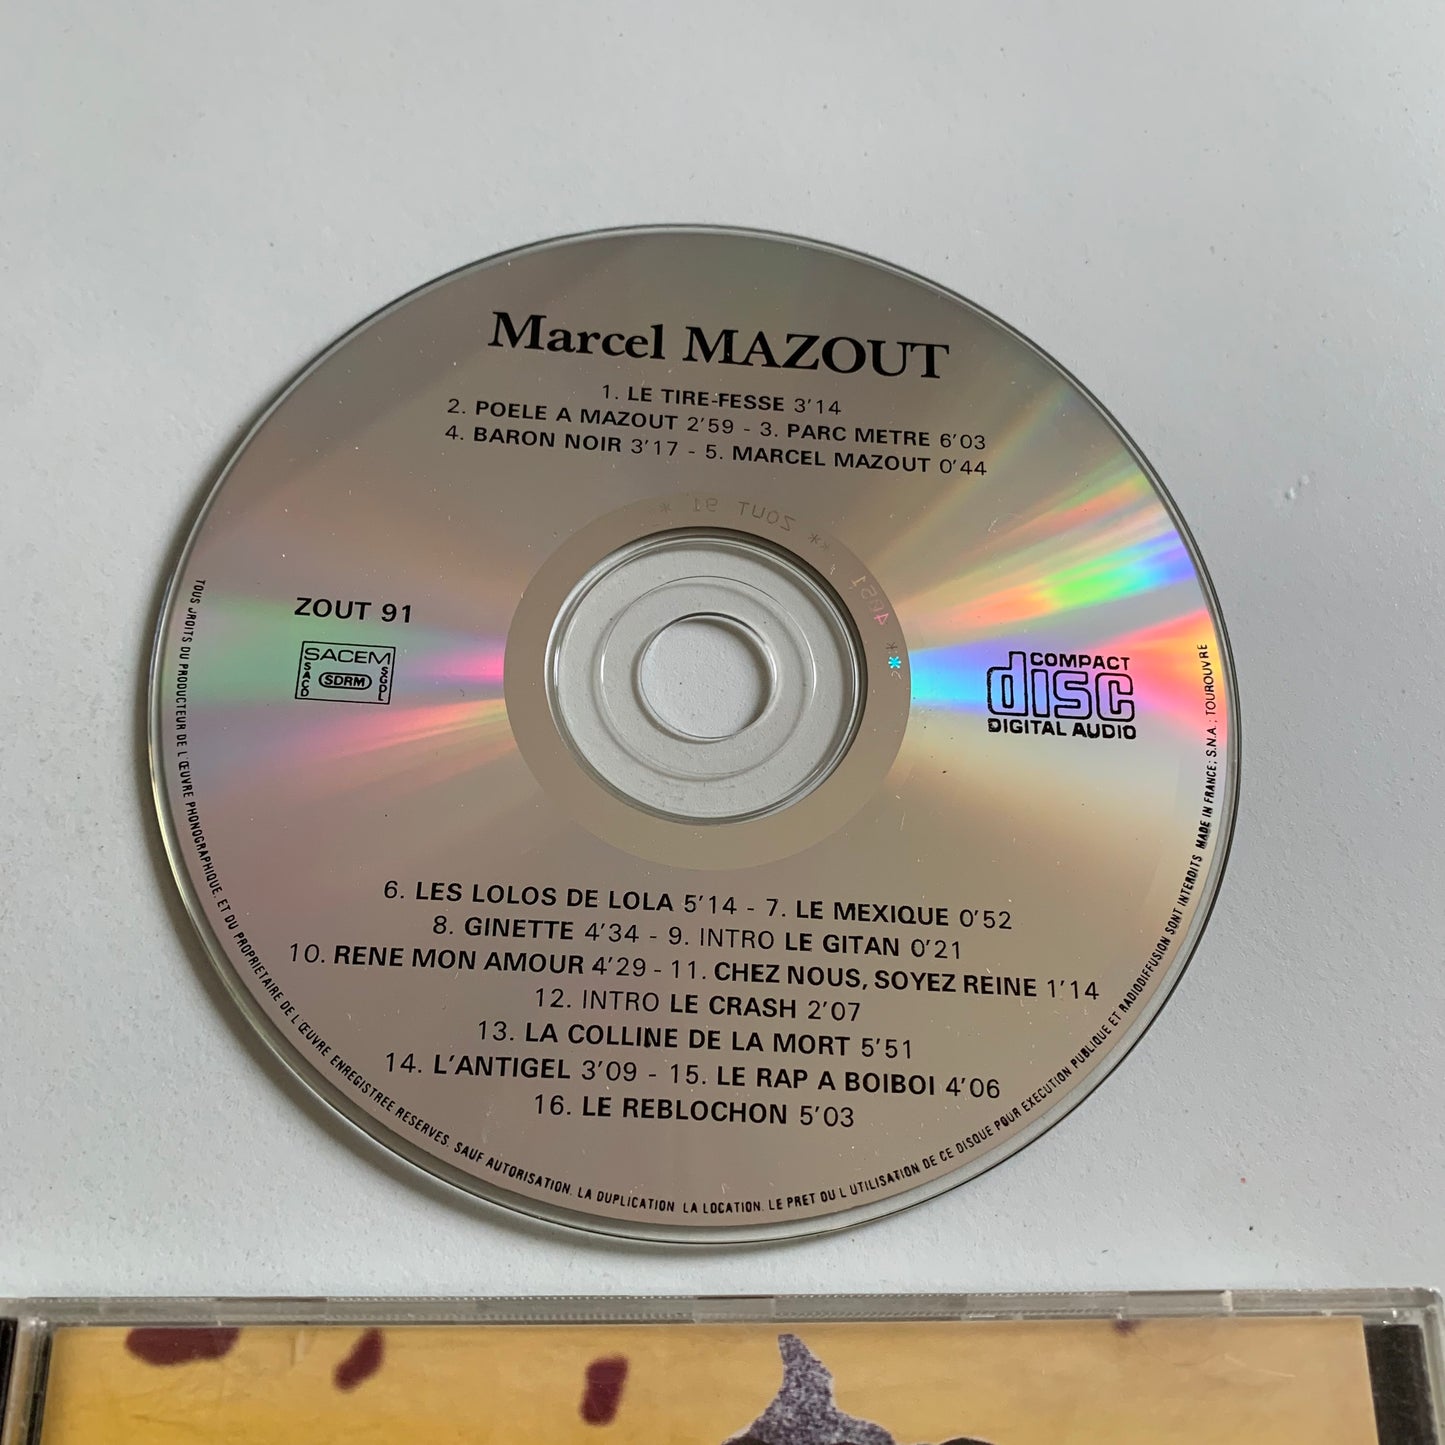 Marcel MAZOUT
1. LE TIRE-FESSE 3'14
2. POELE A MAZOUT 2'59 - 3. PARC METRE 6'03
4. BARON NOIR 3'17 - 5. MARCEL MAZOUT 0'44
* ZOUT 91 * ** 4051 **
ZOUT 91
SACEM
SACD
SDRM
SGDL
COMPACT
disc
DIGITAL AUDIO
6. LES LOLOS DE LOLA 5'14 - 7. LE MEXIQUE 0'52
8. GINETTE 4'34 - 9. INTRO LE GITAN 0'21
10. RENE MON AMOUR 4'29 - 11. CHEZ NOUS, SOYEZ REINE 1'14
12. INTRO LE CRASH 2'07
13. LA COLLINE DE LA MORT 5'51
14. L'ANTIGEL 3'09 - 15. LE RAP A BOIBOI 4'06
16. LE REBLOCHON 5'03
TOUS DROITS DU PRODUCTEUR DE L'ŒUVRE PHONOGRAPHIQUE. ET DU PROPRIETAIRE DE L'ŒUVRE ENREGISTREE RESERVES. SAUF AUTORISATION. LA DUPLICATION LA LOCATION. LE PRET OU L UTILISATION DE CE DISQUE POUR EXECUTION PUBLIQUE ET RADIODIFFUSION SONT INTERDITS MADE IN FRANCE; S.N.A.; TOUROUVRE